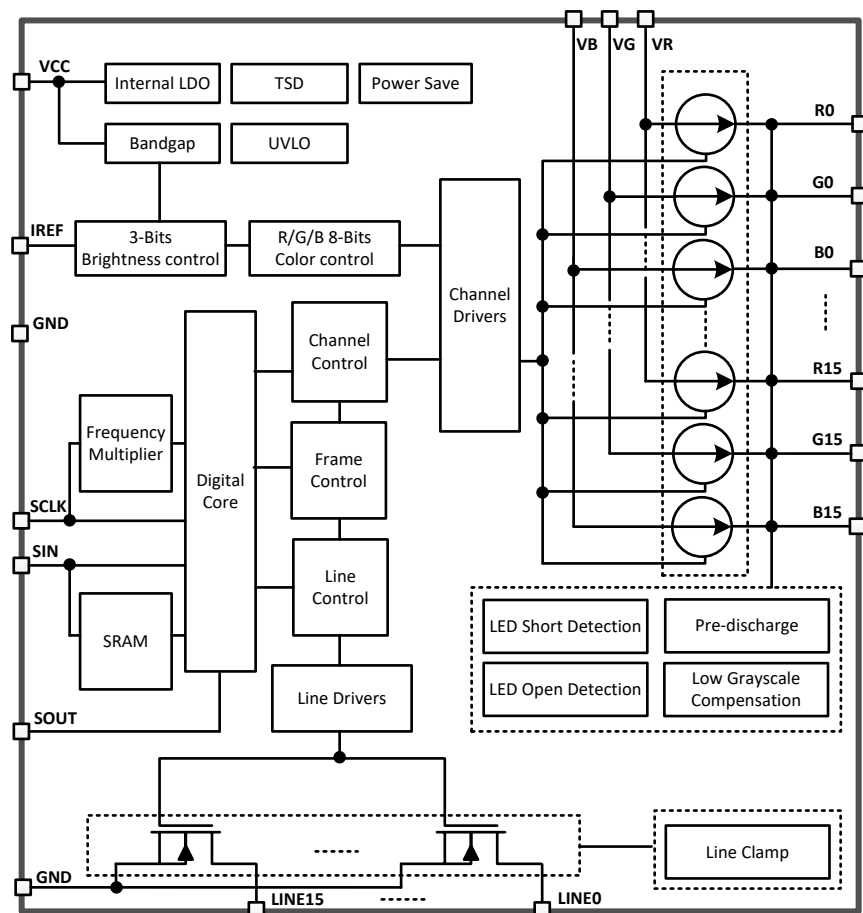 VB VG VR
VCC
Internal LDO
TSD
Power Save
Bandgap
UVLO
R0
G0
B0
R15
G15
B15
IREF
3-Bits
Brightness control
R/G/B 8-Bits
Color control
Channel
Drivers
GND
Channel
Control
Frequency
Multiplier
Digital
Core
Frame
Control
SCLK
SIN
Line
Control
SRAM
LED Short Detection
Pre-discharge
LED Open Detection
Low Grayscale
Compensation
SOUT
Line Drivers
Line Clamp
GND
LINE15
LINE0